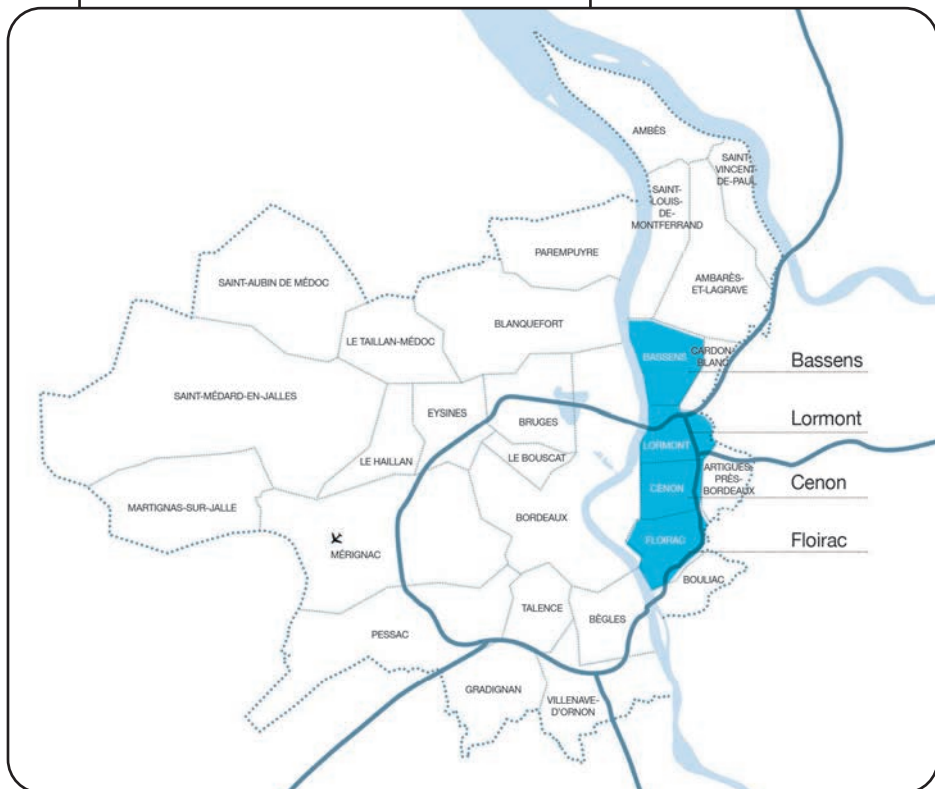 AMBÈS
SAINT-
VINCENT-
DE-PAUL
SAINT-
LOUIS-
DE-
MONTFERRAND
PAREMPUYRE
AMBARÈS-
ET-LAGRAVE
SAINT-AUBIN DE MÉDOC
BLANQUEFORT
LE TAILLAN-MÉDOC
BASSENS
CARDON-
BLANC
Bassens
SAINT-MÉDARD-EN-JALLES
EYSINES
BRUGES
Lormont
LORMONT
LE HAILLAN
LE BOUSCAT
ARTIGUES
PRÈS-
BORDEAUX
CENON
Cenon
MARTIGNAS-SUR-JALLE
BORDEAUX
FLOIRAC
Floirac
MÉRIGNAC
BOULIAC
TALENCE
BÈGLES
PESSAC
GRADIGNAN
VILLENAVE-
D'ORNON